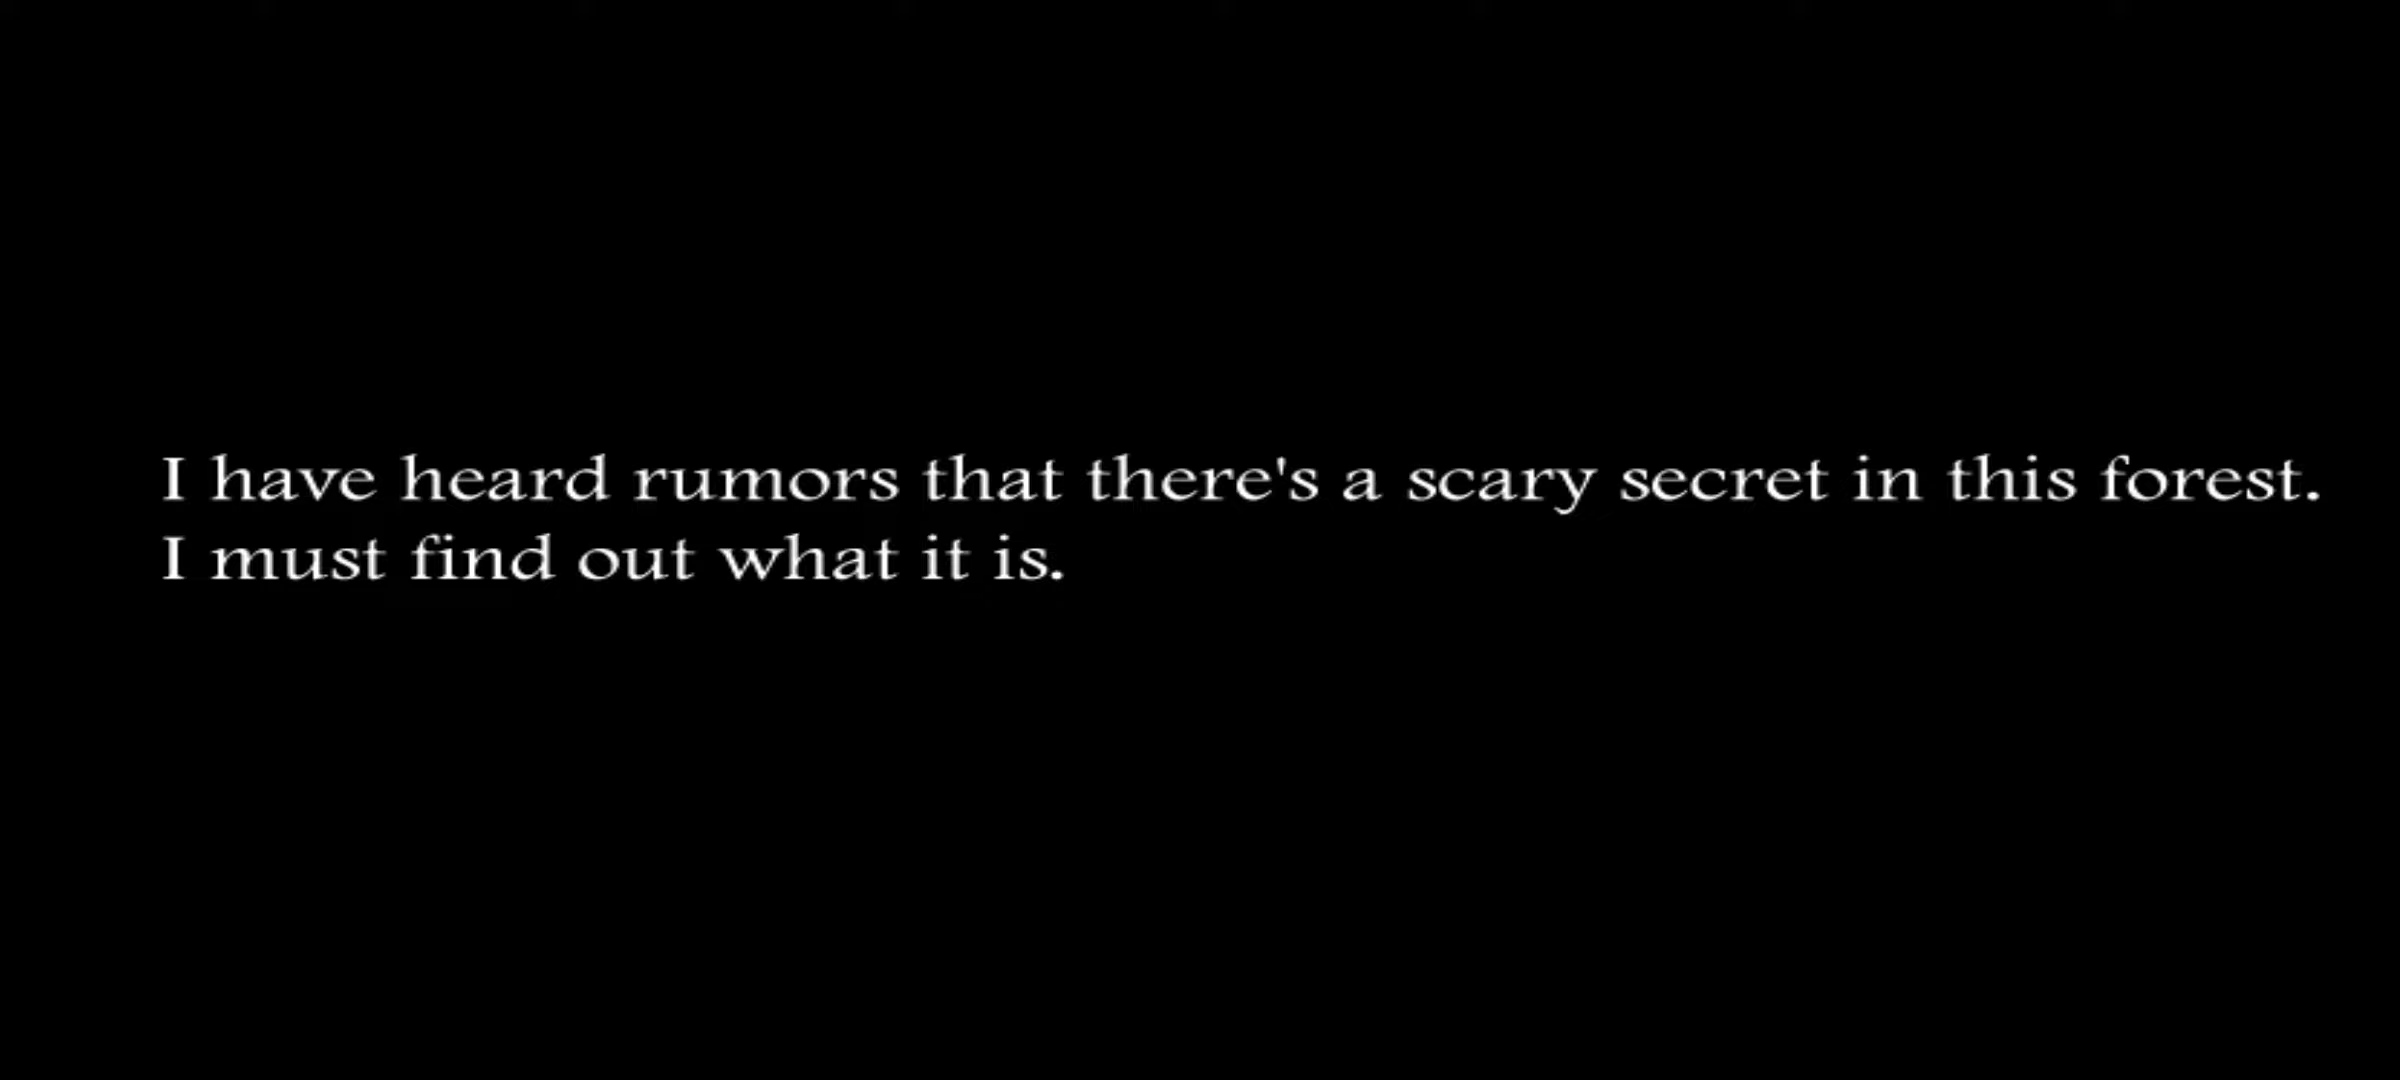 I have heard rumors that there's a scary secret in this forest.
I must find out what it is.